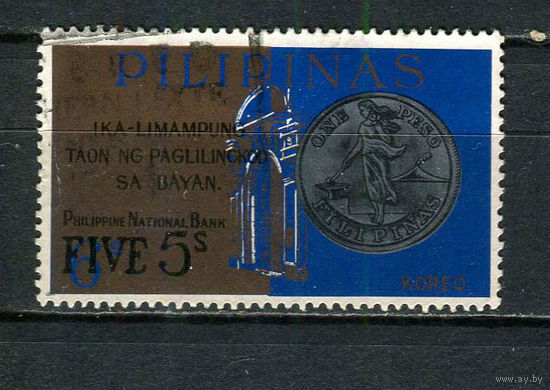 PILIPINAS
IKA-LIMAMPUNG
TAON NG PAGLILINGKOD
SA BAYAN.
PHILIPPINE NATIONAL BANK
FIVE 5s
6s
ONE PESO
FILIPINAS
KOREO
www.ay.by